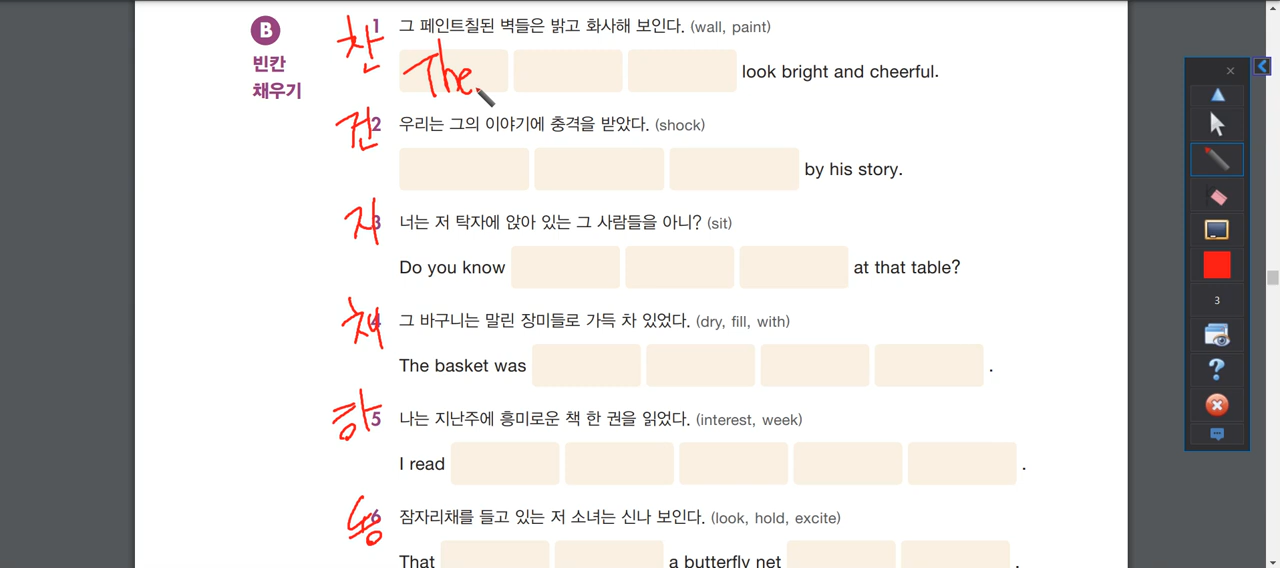 B
빈칸
채우기
찬 1 그 페인트칠된 벽들은 밝고 화사해 보인다. (wall, paint)
The look bright and cheerful.
건 2 우리는 그의 이야기에 충격을 받았다. (shock)
by his story.
지 3 너는 저 탁자에 앉아 있는 그 사람들을 아니? (sit)
Do you know at that table?
채 4 그 바구니는 말린 장미들로 가득 차 있었다. (dry, fill, with)
The basket was .
5 나는 지난주에 흥미로운 책 한 권을 읽었다. (interest, week)
I read .
6 잠자리채를 들고 있는 저 소녀는 신나 보인다. (look, hold, excite)
That a butterfly net .
3